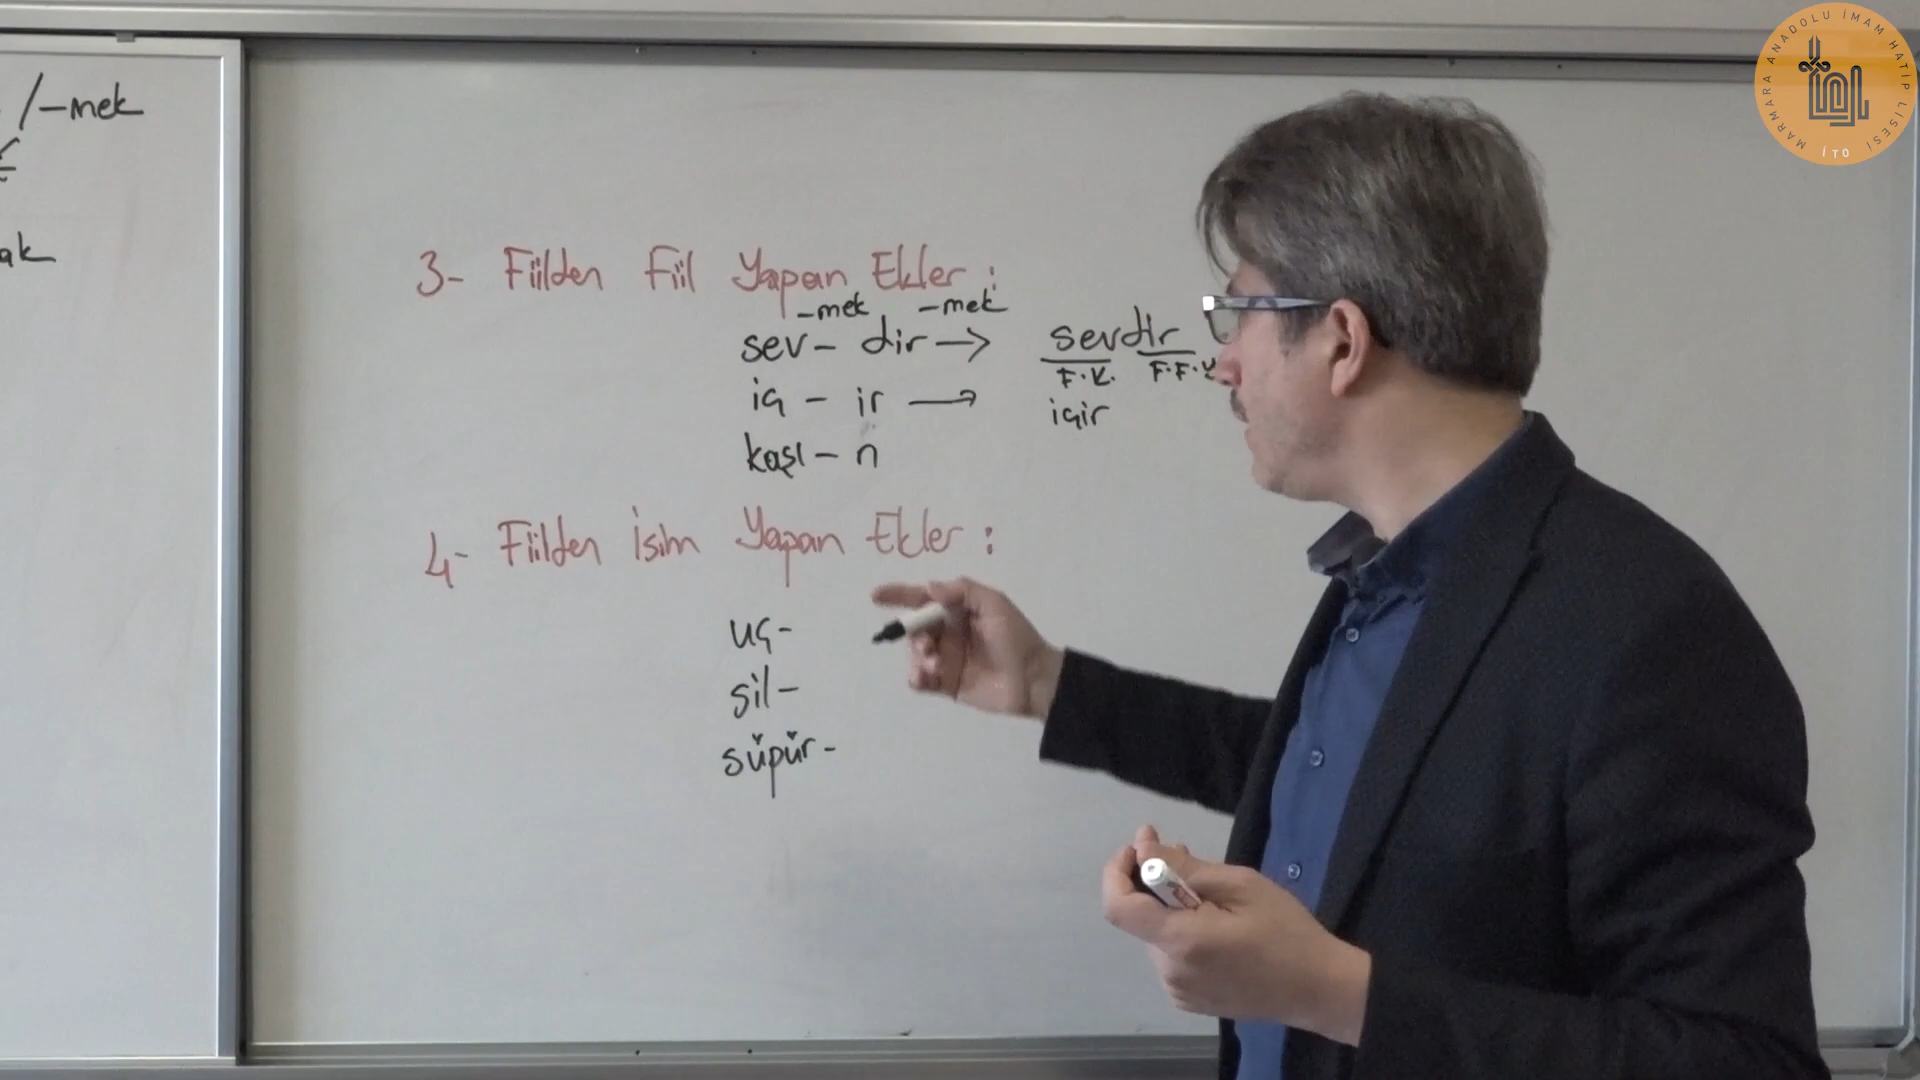 /-mek
ak
3- Fiilden Fiil Yapan Ekler :
-mek -mek
sev- dir → sevdir
F.K. F.F.Y
iç - ir → içir
kaşı - n
4- Fiilden İsim Yapan Ekler :
uç-
sil-
süpür-
MARMARA ANADOLU İMAM HATİP LİSESİ
İTO